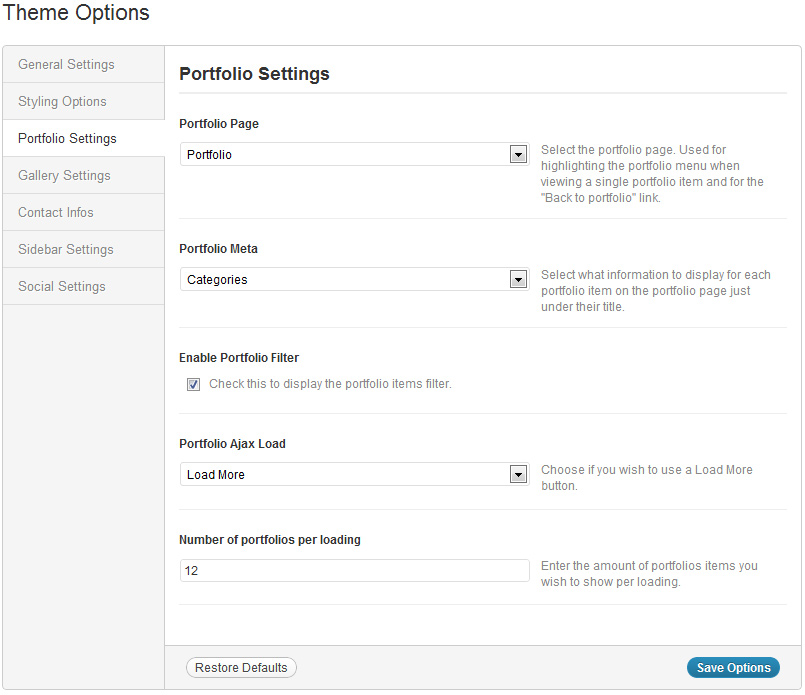 Theme Options
General Settings
Styling Options
Portfolio Settings
Gallery Settings
Contact Infos
Sidebar Settings
Social Settings
Portfolio Settings
Portfolio Page
Portfolio
Select the portfolio page. Used for
highlighting the portfolio menu when
viewing a single portfolio item and for the
"Back to portfolio" link.
Portfolio Meta
Categories
Select what information to display for each
portfolio item on the portfolio page just
under their title.
Enable Portfolio Filter
Check this to display the portfolio items filter.
Portfolio Ajax Load
Load More
Choose if you wish to use a Load More
button.
Number of portfolios per loading
12
Enter the amount of portfolios items you
wish to show per loading.
Restore Defaults
Save Options